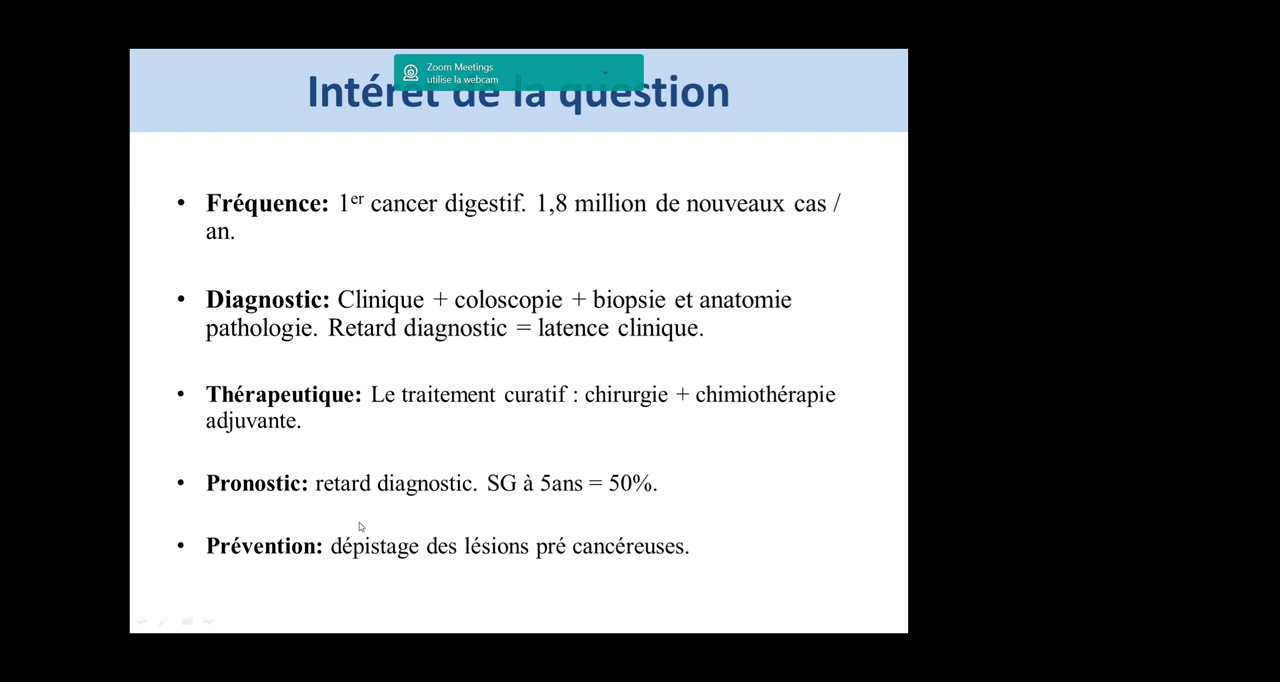 Zoom Meetings
utilise la webcam
Intérêt de la question
• Fréquence: 1er cancer digestif. 1,8 million de nouveaux cas /
an.
• Diagnostic: Clinique + coloscopie + biopsie et anatomie
pathologie. Retard diagnostic = latence clinique.
• Thérapeutique: Le traitement curatif : chirurgie + chimiothérapie
adjuvante.
• Pronostic: retard diagnostic. SG à 5ans = 50%.
• Prévention: dépistage des lésions pré cancéreuses.